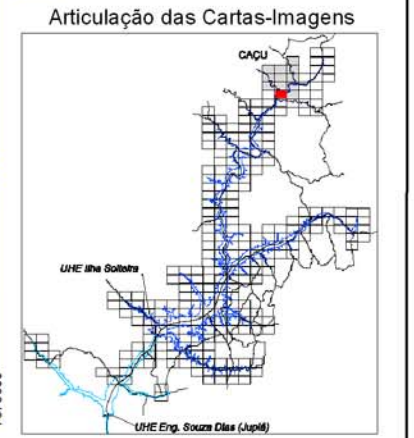 Articulação das Cartas-Imagens
CAÇU
UHE Ilha Solteira
UHE Eng. Souza Dias (Jupiá)